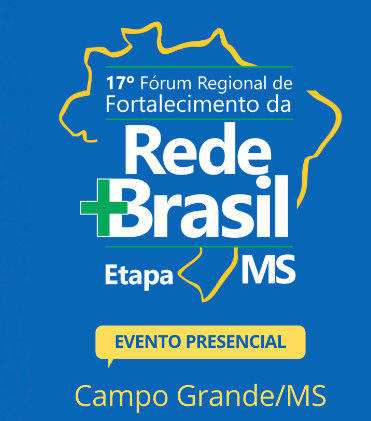 17º Fórum Regional de
Fortalecimento da
Rede
+Brasil
Etapa MS
EVENTO PRESENCIAL
Campo Grande/MS